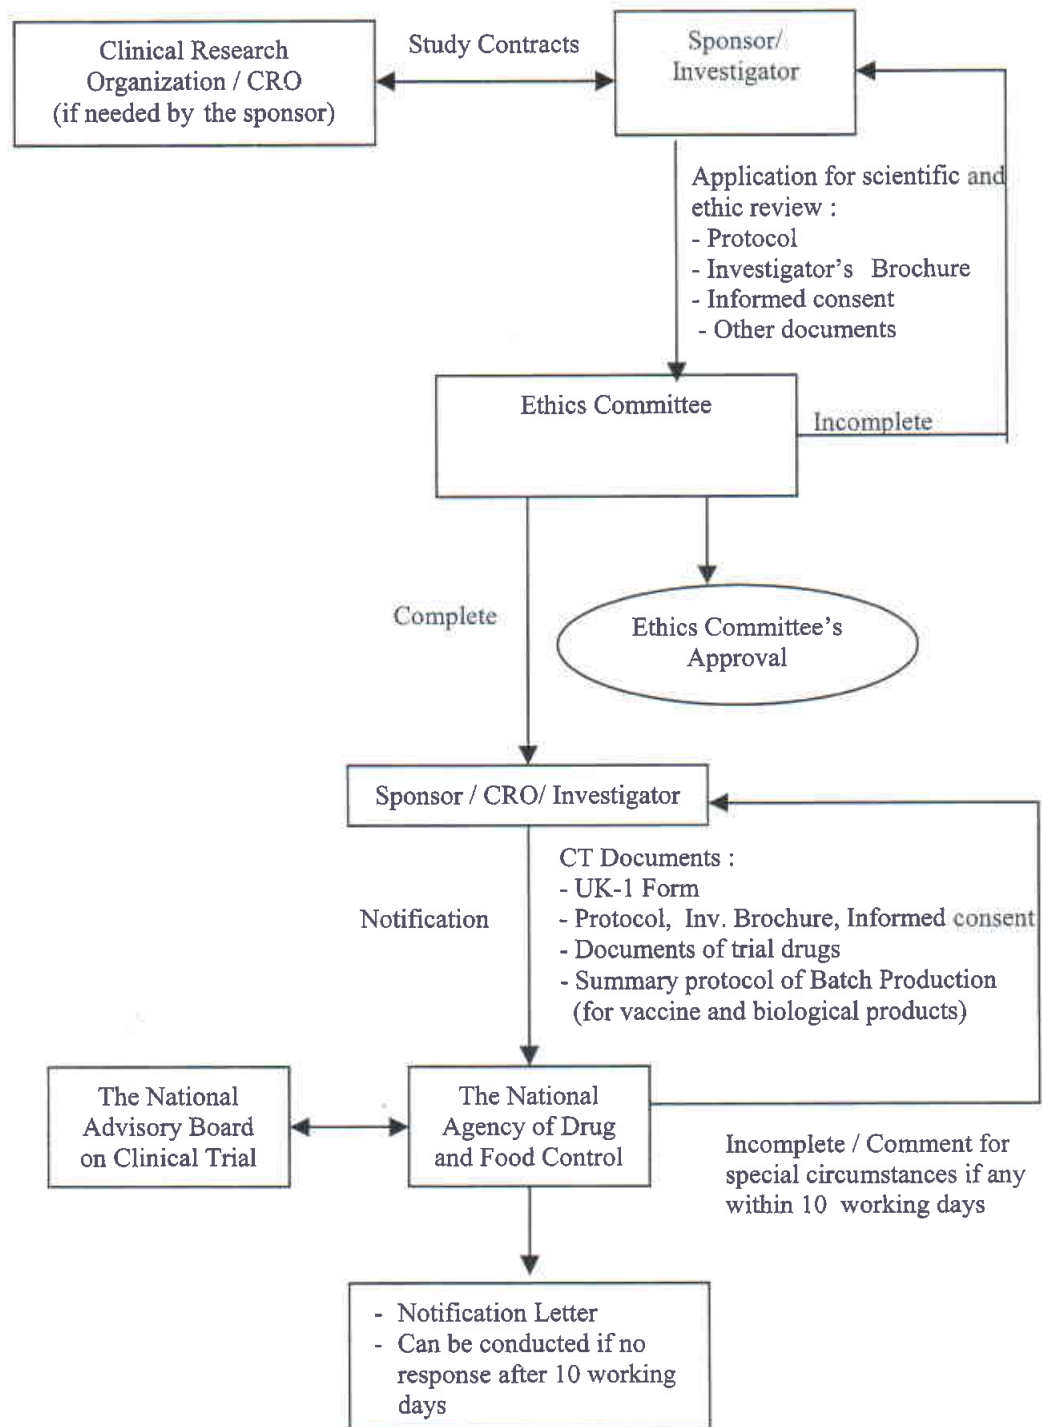 Clinical Research
Organization / CRO
(if needed by the sponsor)
Study Contracts
Sponsor/
Investigator
Application for scientific and
ethic review :
- Protocol
- Investigator's Brochure
- Informed consent
- Other documents
Ethics Committee
Incomplete
Complete
Ethics Committee's
Approval
Sponsor / CRO/ Investigator
Notification
CT Documents :
- UK-1 Form
- Protocol, Inv. Brochure, Informed consent
- Documents of trial drugs
- Summary protocol of Batch Production
(for vaccine and biological products)
The National
Advisory Board
on Clinical Trial
The National
Agency of Drug
and Food Control
Incomplete / Comment for
special circumstances if any
within 10 working days
- Notification Letter
- Can be conducted if no
response after 10 working
days